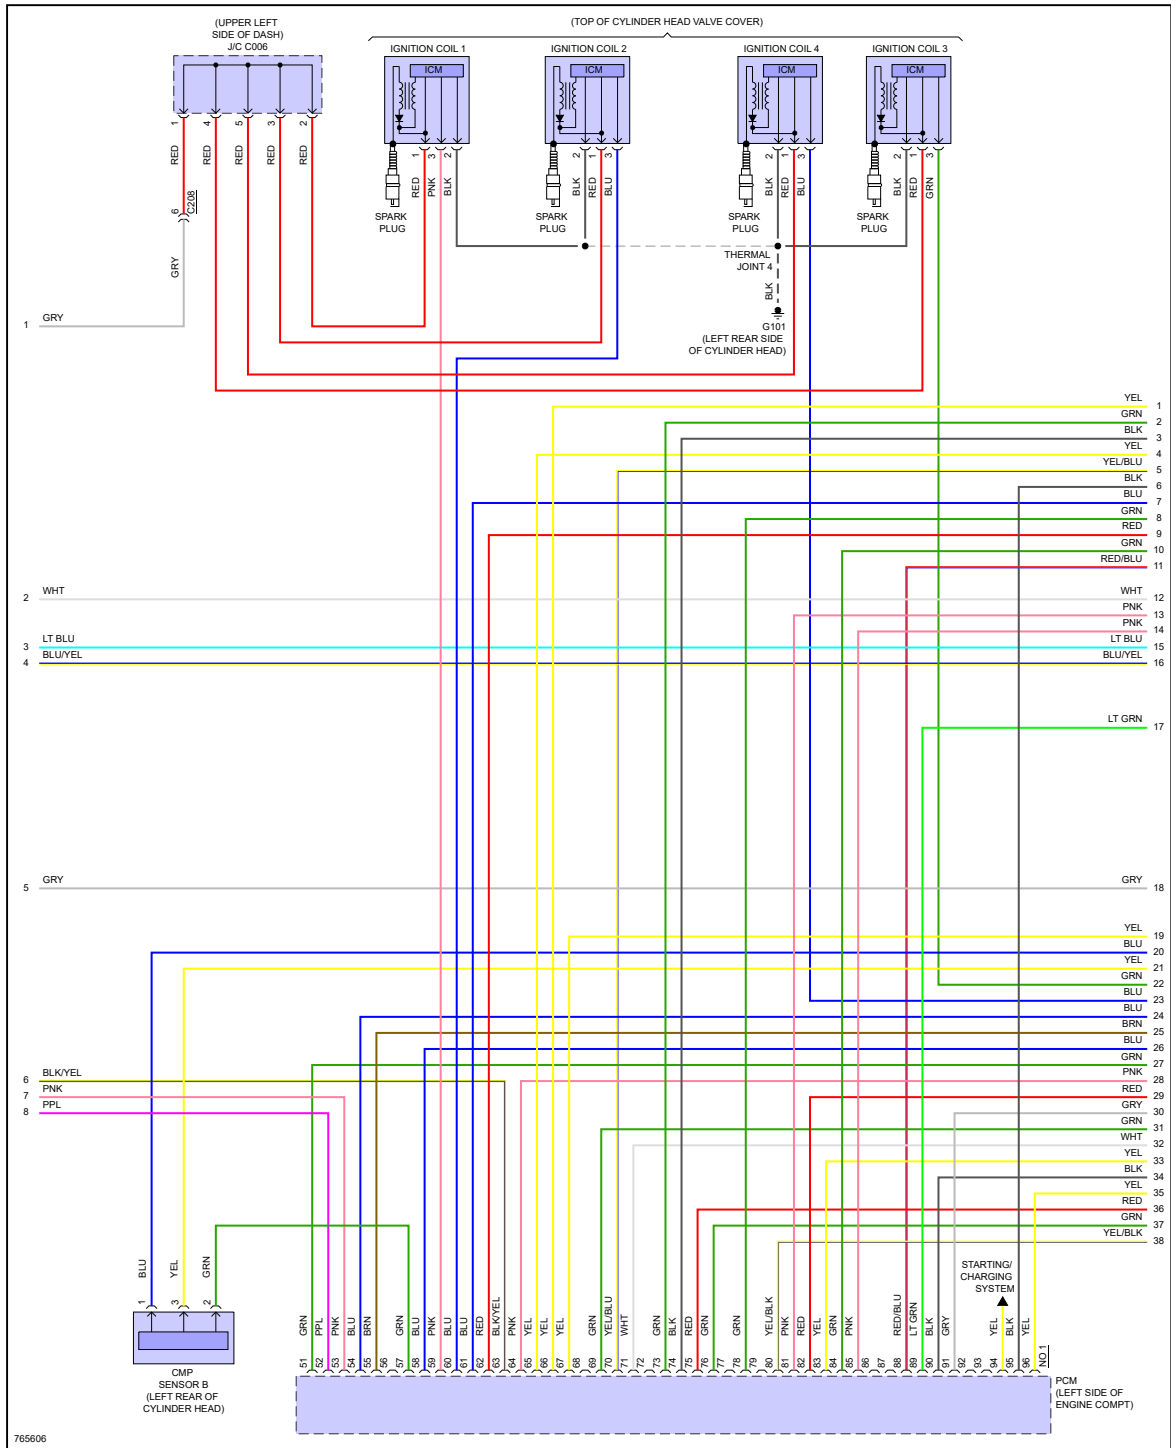 (UPPER LEFT
SIDE OF DASH)
J/C C006
(TOP OF CYLINDER HEAD VALVE COVER)
IGNITION COIL 1
IGNITION COIL 2
IGNITION COIL 4
IGNITION COIL 3
ICM
ICM
ICM
ICM
1
4
5
3
2
RED
RED
RED
RED
RED
6
C208
GRY
1
3
2
RED
PNK
BLK
2
1
3
BLK
RED
BLU
2
1
3
BLK
RED
BLU
2
1
3
BLK
RED
GRN
SPARK
PLUG
SPARK
PLUG
SPARK
PLUG
SPARK
PLUG
THERMAL
JOINT 4
BLK
G101
(LEFT REAR SIDE
OF CYLINDER HEAD)
1 GRY
2 WHT
3 LT BLU
4 BLU/YEL
5 GRY
6 BLK/YEL
7 PNK
8 PPL
YEL 1
GRN 2
BLK 3
YEL 4
YEL/BLU 5
BLK 6
BLU 7
GRN 8
RED 9
GRN 10
RED/BLU 11
WHT 12
PNK 13
PNK 14
LT BLU 15
BLU/YEL 16
LT GRN 17
GRY 18
YEL 19
BLU 20
YEL 21
GRN 22
BLU 23
BLU 24
BRN 25
BLU 26
GRN 27
PNK 28
RED 29
GRY 30
GRN 31
WHT 32
YEL 33
BLK 34
YEL 35
RED 36
GRN 37
YEL/BLK 38
STARTING/
CHARGING
SYSTEM
BLU
YEL
GRN
1
3
2
CMP
SENSOR B
(LEFT REAR OF
CYLINDER HEAD)
GRN
PPL
PNK
BLU
BRN
GRN
BLU
PNK
BLU
BLU
RED
BLK/YEL
PNK
YEL
YEL
YEL
GRN
YEL/BLU
WHT
GRN
BLK
RED
GRN
GRN
YEL/BLK
PNK
RED
YEL
GRN
PNK
RED/BLU
LT GRN
BLK
GRY
YEL
BLK
YEL
51
52
53
54
55
56
57
58
59
60
61
62
63
64
65
66
67
68
69
70
71
72
73
74
75
76
77
78
79
80
81
82
83
84
85
86
87
88
89
90
91
92
93
94
95
96
NO 1
PCM
(LEFT SIDE OF
ENGINE COMPT)
765606